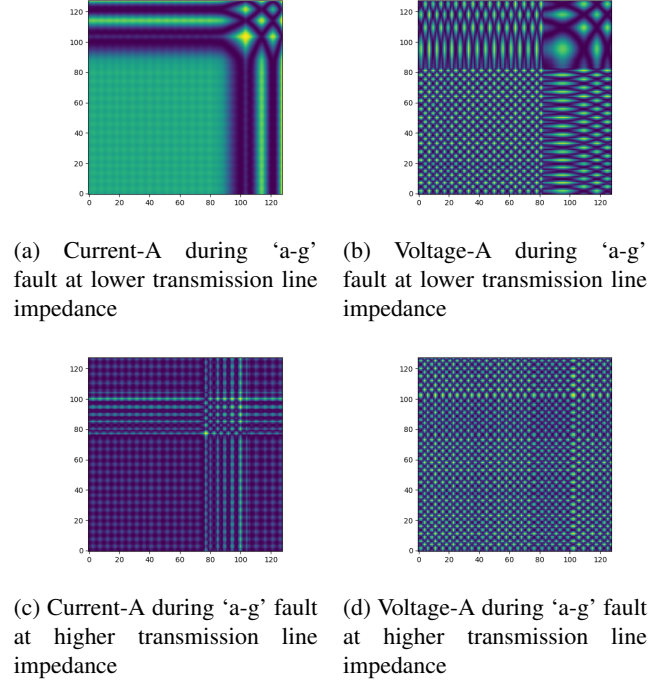 120
100
80
60
40
20
0
0 20 40 60 80 100 120
120
100
80
60
40
20
0
0 20 40 60 80 100 120
(a) Current-A during ‘a-g’
fault at lower transmission line
impedance
(b) Voltage-A during ‘a-g’
fault at lower transmission line
impedance
120
100
80
60
40
20
0
0 20 40 60 80 100 120
120
100
80
60
40
20
0
0 20 40 60 80 100 120
(c) Current-A during ‘a-g’ fault
at higher transmission line
impedance
(d) Voltage-A during ‘a-g’ fault
at higher transmission line
impedance